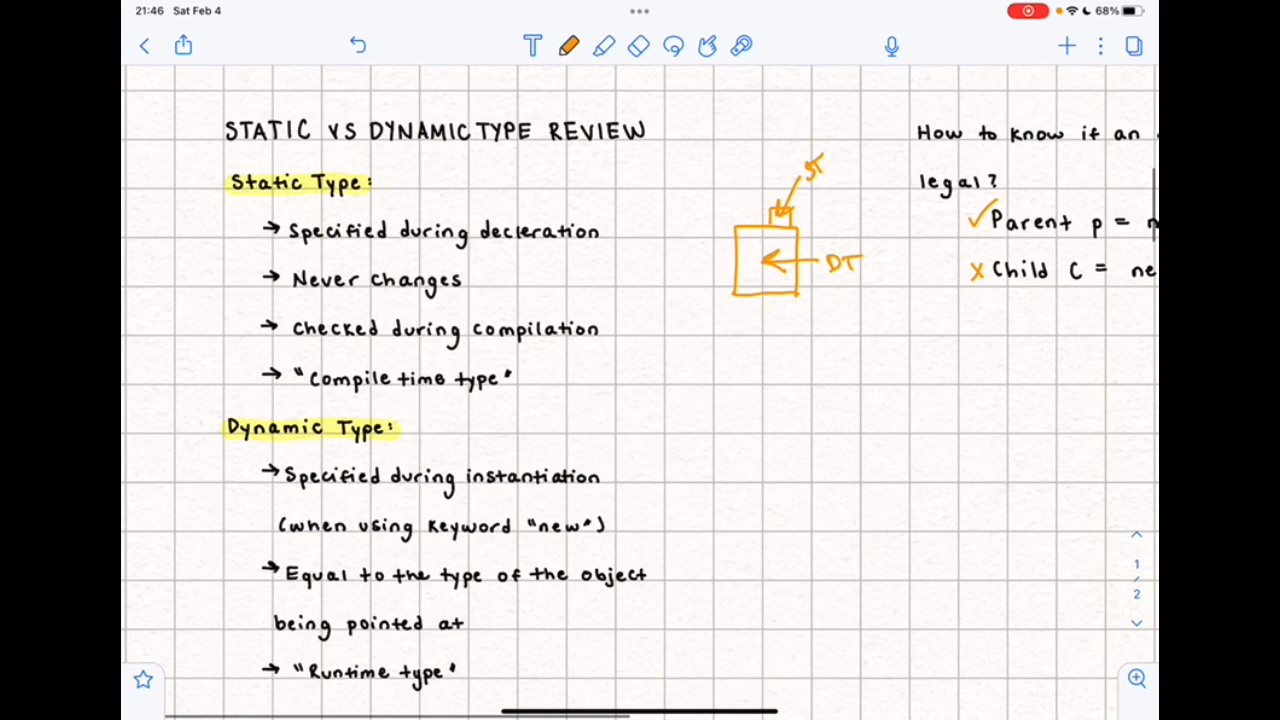 21:46 Sat Feb 4
68%
STATIC VS DYNAMIC TYPE REVIEW
Static Type:
→ Specified during decleration
→ Never changes
→ Checked during compilation
→ "Compile time type"
Dynamic Type:
→ Specified during instantiation
(when using keyword "new")
→ Equal to the type of the object
being pointed at
→ "Runtime type"
ST
DT
How to know if an
legal?
✓ Parent p = n
X Child C = ne
1
/
2